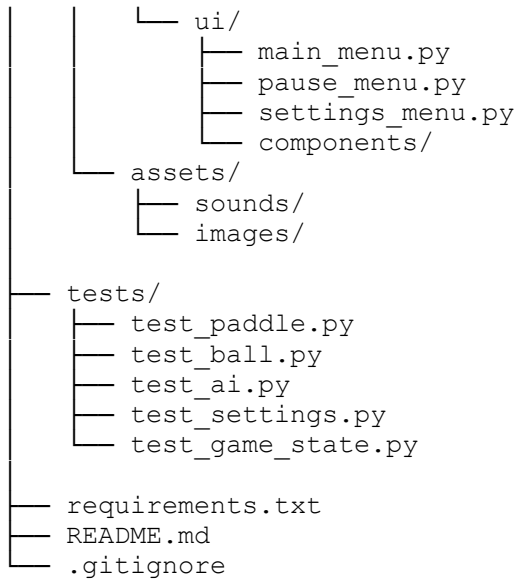 │   │   └── ui/
│   │       ├── main_menu.py
│   │       ├── pause_menu.py
│   │       ├── settings_menu.py
│   │       └── components/
│   └── assets/
│       ├── sounds/
│       └── images/
│
├── tests/
│   ├── test_paddle.py
│   ├── test_ball.py
│   ├── test_ai.py
│   ├── test_settings.py
│   └── test_game_state.py
│
├── requirements.txt
├── README.md
└── .gitignore